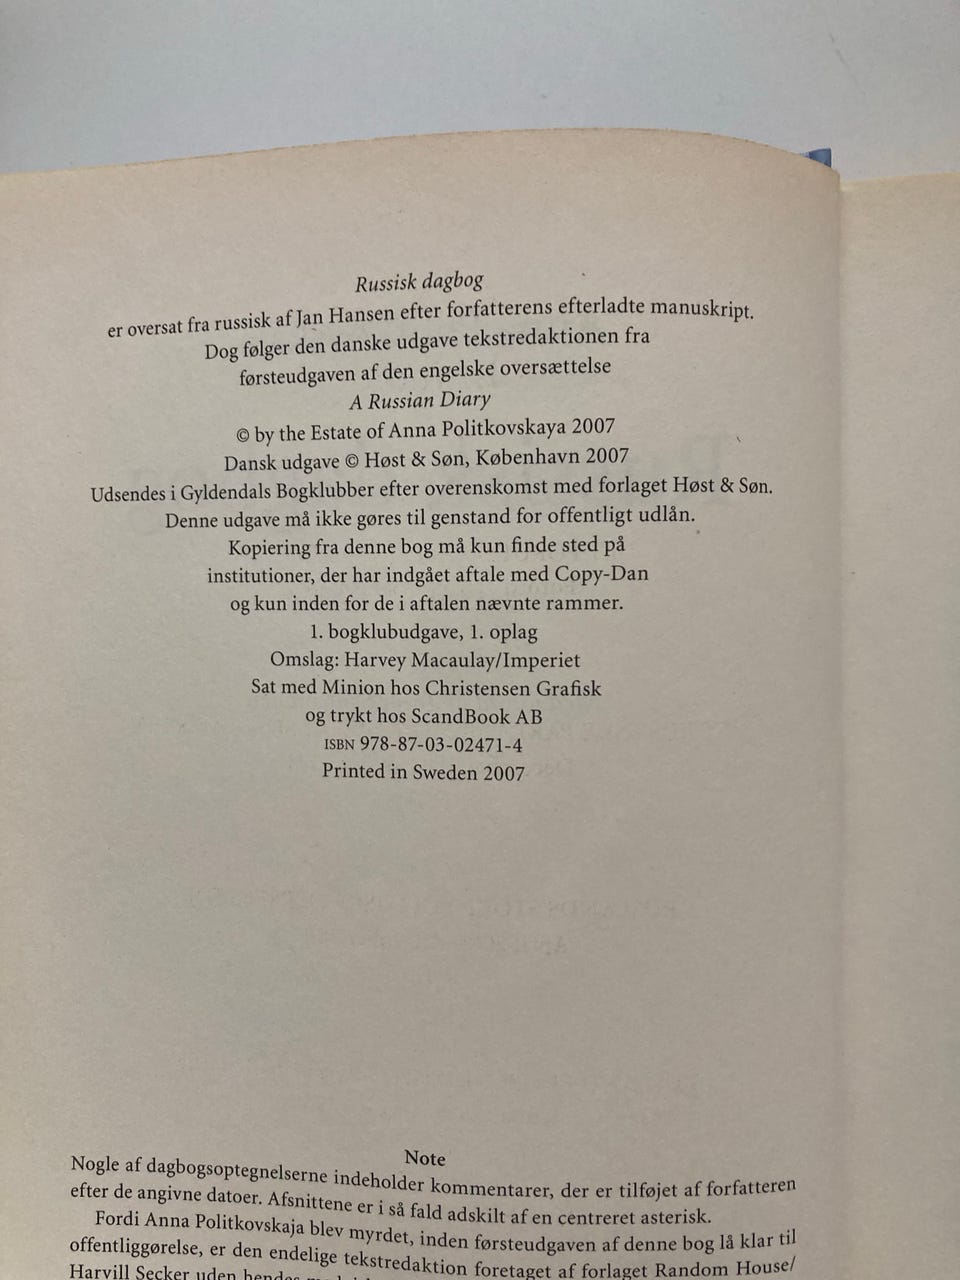 Russisk dagbog
er oversat fra russisk af Jan Hansen efter forfatterens efterladte manuskript.
Dog følger den danske udgave tekstredaktionen fra
førsteudgaven af den engelske oversættelse
A Russian Diary
© by the Estate of Anna Politkovskaya 2007
Dansk udgave © Høst & Søn, København 2007
Udsendes i Gyldendals Bogklubber efter overenskomst med forlaget Høst & Søn.
Denne udgave må ikke gøres til genstand for offentligt udlån.
Kopiering fra denne bog må kun finde sted på
institutioner, der har indgået aftale med Copy-Dan
og kun inden for de i aftalen nævnte rammer.
1. bogklubudgave, 1. oplag
Omslag: Harvey Macaulay/Imperiet
Sat med Minion hos Christensen Grafisk
og trykt hos ScandBook AB
ISBN 978-87-03-02471-4
Printed in Sweden 2007
Note
Nogle af dagbogsoptegnelserne indeholder kommentarer, der er tilføjet af forfatteren
efter de angivne datoer. Afsnittene er i så fald adskilt af en centreret asterisk.
Fordi Anna Politkovskaja blev myrdet, inden førsteudgaven af denne bog lå klar til
offentliggørelse, er den endelige tekstredaktion foretaget af forlaget Random House/
Harvill Secker uden hendes